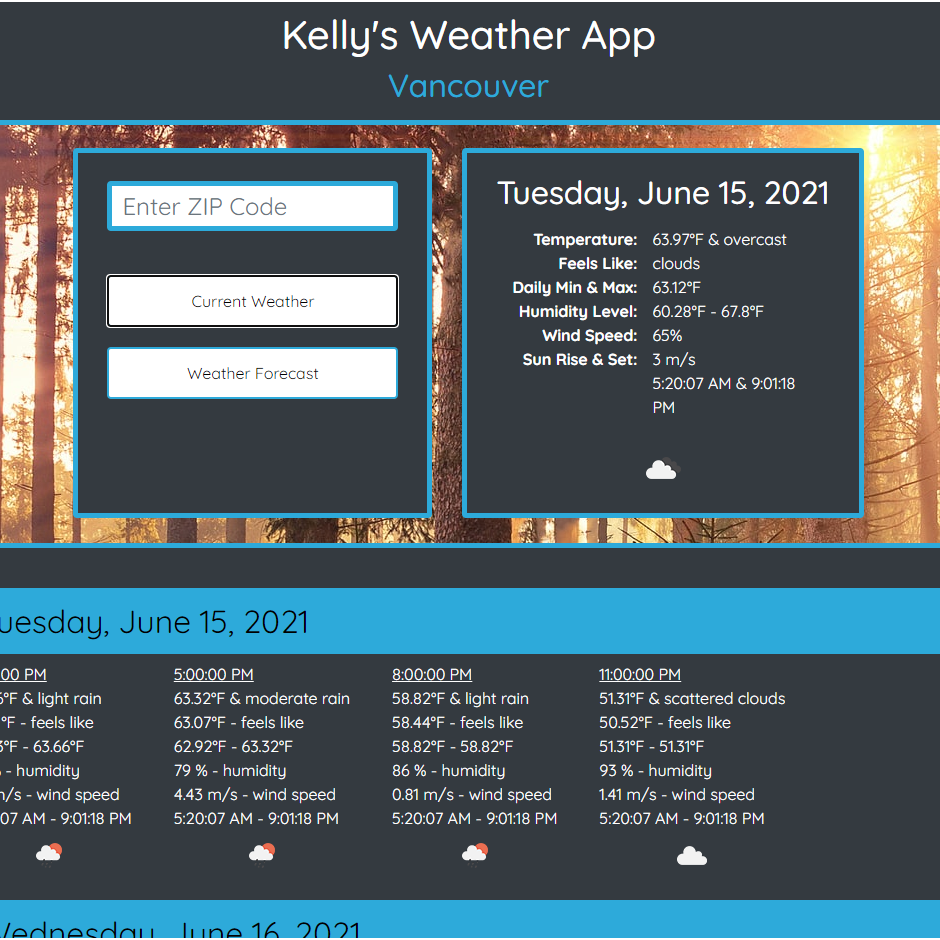 Kelly's Weather App
Vancouver
Enter ZIP Code
Current Weather
Weather Forecast
Tuesday, June 15, 2021
Temperature: 63.97°F & overcast
Feels Like: clouds
Daily Min & Max: 63.12°F
Humidity Level: 60.28°F - 67.8°F
Wind Speed: 65%
Sun Rise & Set: 3 m/s
5:20:07 AM & 9:01:18
PM
uesday, June 15, 2021
:00 PM 5:00:00 PM 8:00:00 PM 11:00:00 PM
°F & light rain 63.32°F & moderate rain 58.82°F & light rain 51.31°F & scattered clouds
°F - feels like 63.07°F - feels like 58.44°F - feels like 50.52°F - feels like
°F - 63.66°F 62.92°F - 63.32°F 58.82°F - 58.82°F 51.31°F - 51.31°F
- humidity 79 % - humidity 86 % - humidity 93 % - humidity
m/s - wind speed 4.43 m/s - wind speed 0.81 m/s - wind speed 1.41 m/s - wind speed
:07 AM - 9:01:18 PM 5:20:07 AM - 9:01:18 PM 5:20:07 AM - 9:01:18 PM 5:20:07 AM - 9:01:18 PM
Wednesday, June 16, 2021